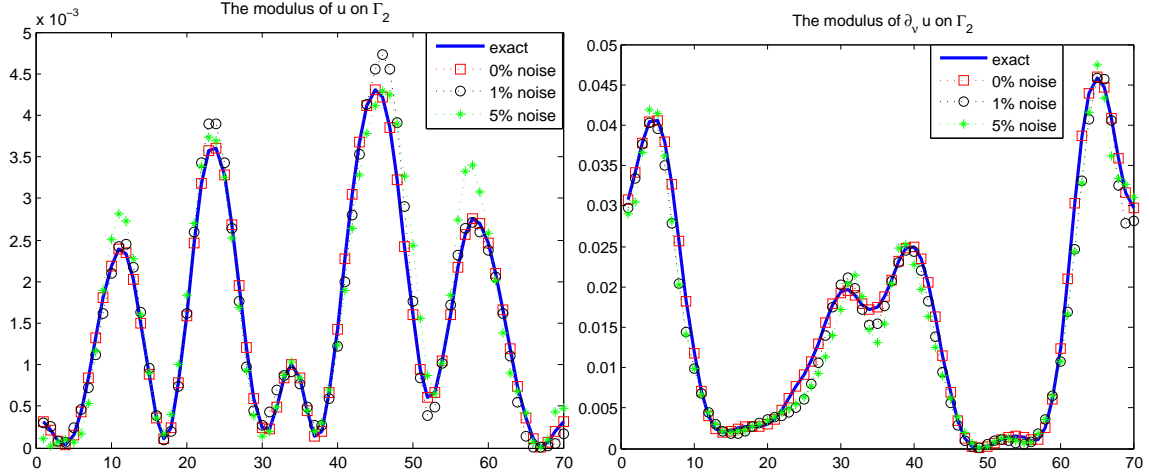 The modulus of u on Γ₂
x 10⁻³
5
4.5
4
3.5
3
2.5
2
1.5
1
0.5
0
0 10 20 30 40 50 60 70
exact
0% noise
1% noise
5% noise
The modulus of ∂ᵥ u on Γ₂
0.05
0.045
0.04
0.035
0.03
0.025
0.02
0.015
0.01
0.005
0
0 10 20 30 40 50 60 70
exact
0% noise
1% noise
5% noise